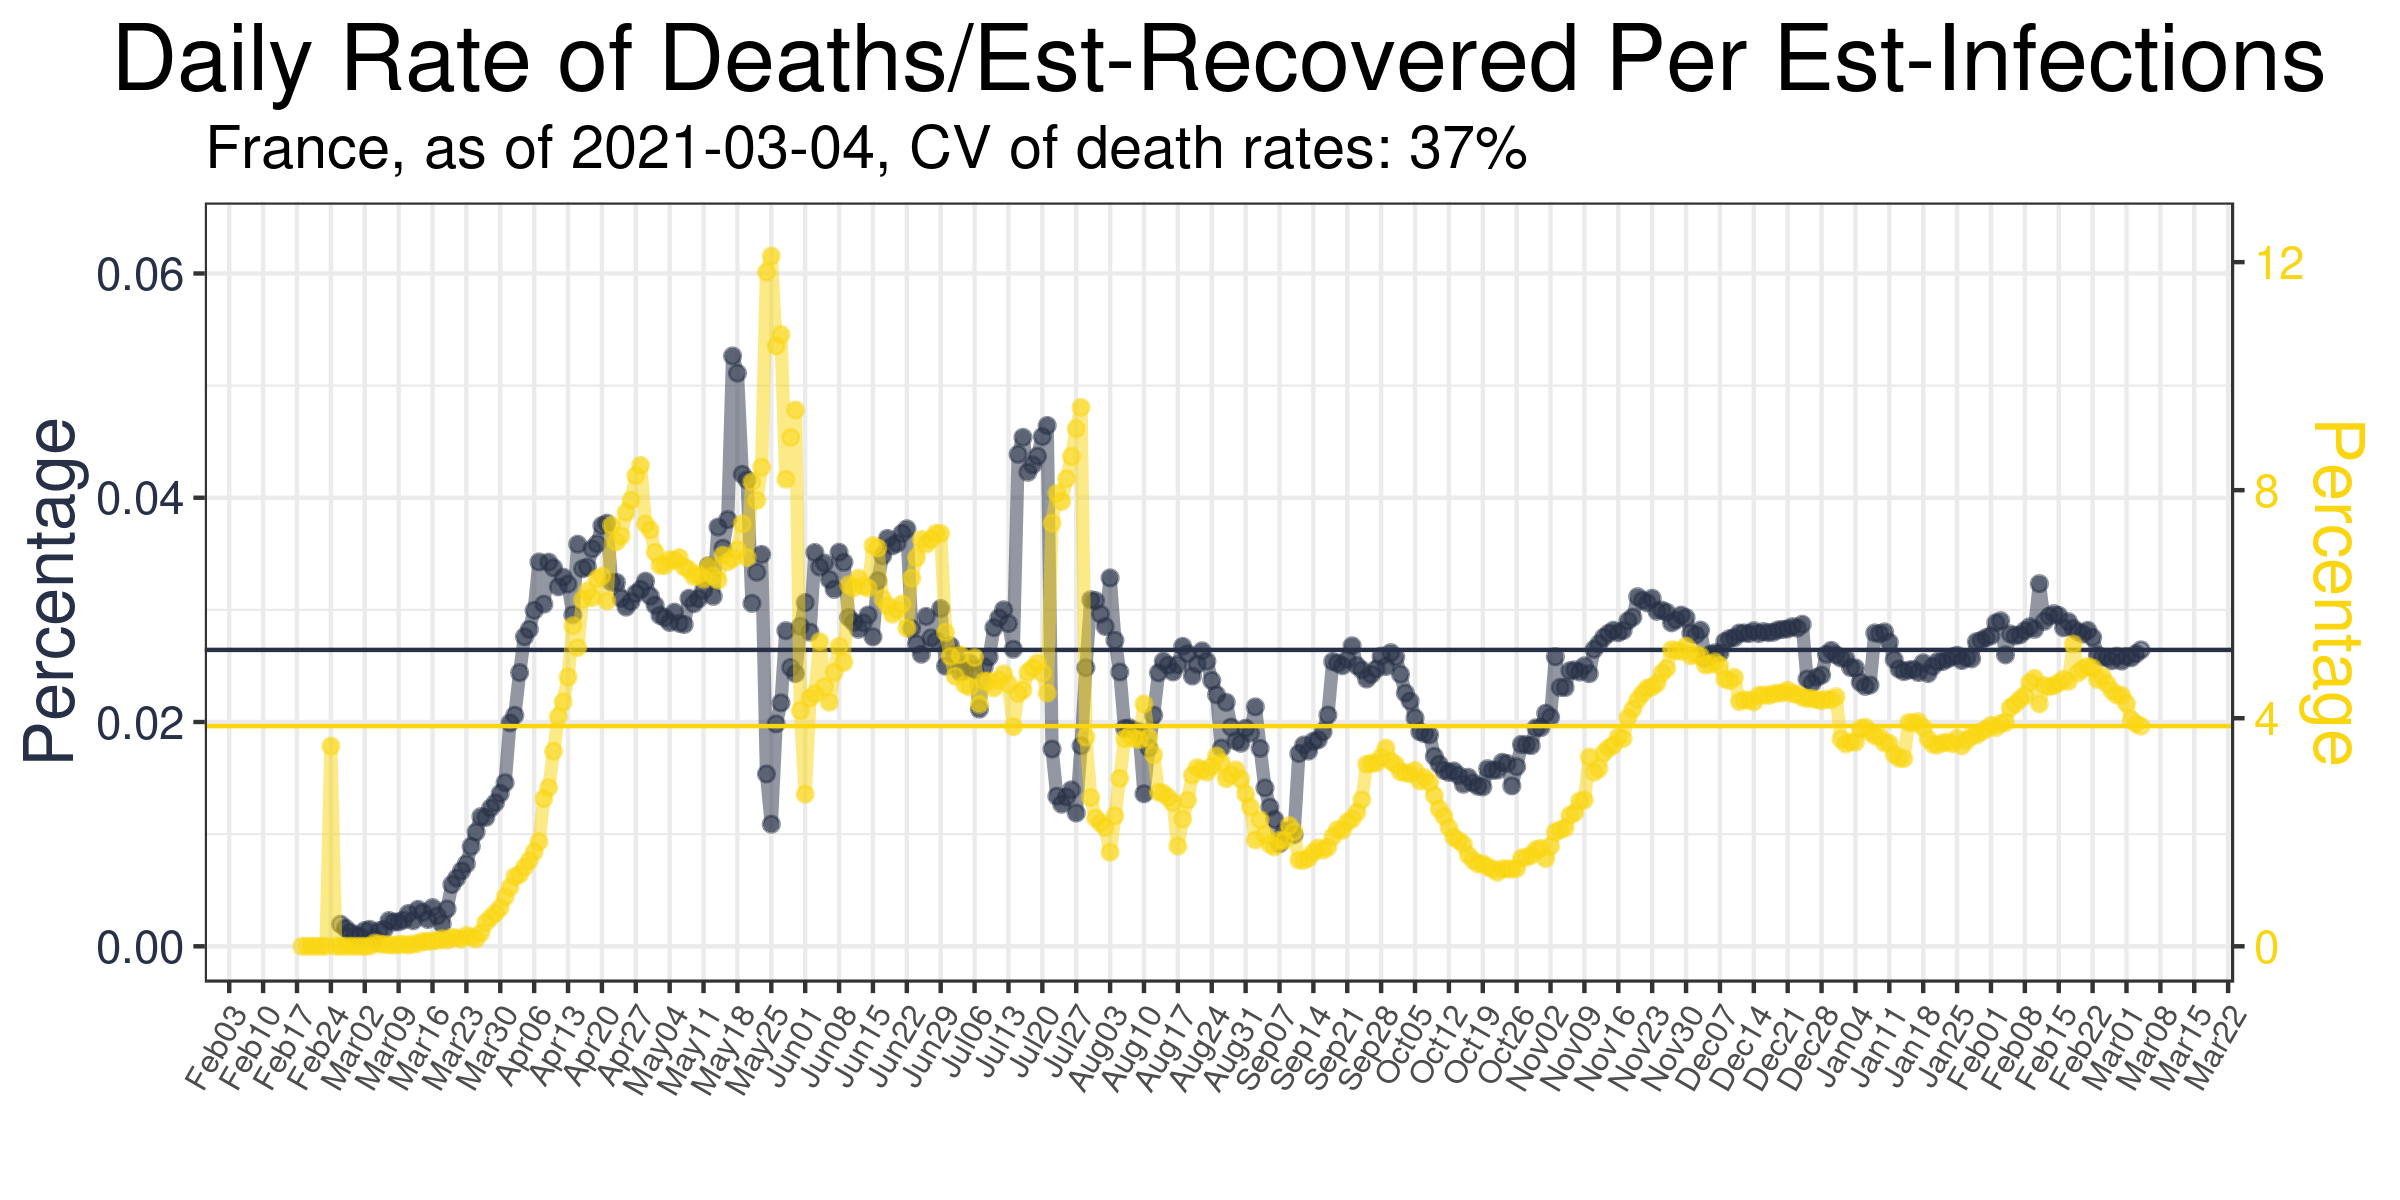 Daily Rate of Deaths/Est-Recovered Per Est-Infections
France, as of 2021-03-04, CV of death rates: 37%
Percentage
0.06
0.04
0.02
0.00
12
8
4
0
Percentage
Feb03 Feb10 Feb17 Feb24 Mar02 Mar09 Mar16 Mar23 Mar30 Apr06 Apr13 Apr20 Apr27 May04 May11 May18 May25 Jun01 Jun08 Jun15 Jun22 Jun29 Jul06 Jul13 Jul20 Jul27 Aug03 Aug10 Aug17 Aug24 Aug31 Sep07 Sep14 Sep21 Sep28 Oct05 Oct12 Oct19 Oct26 Nov02 Nov09 Nov16 Nov23 Nov30 Dec07 Dec14 Dec21 Dec28 Jan04 Jan11 Jan18 Jan25 Feb01 Feb08 Feb15 Feb22 Mar01 Mar08 Mar15 Mar22